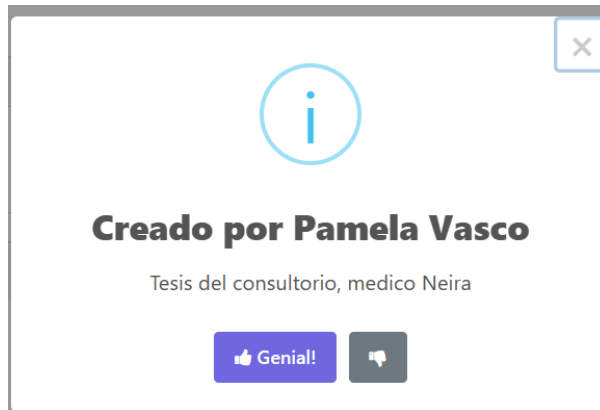 ×
i
Creado por Pamela Vasco
Tesis del consultorio, medico Neira
Genial!